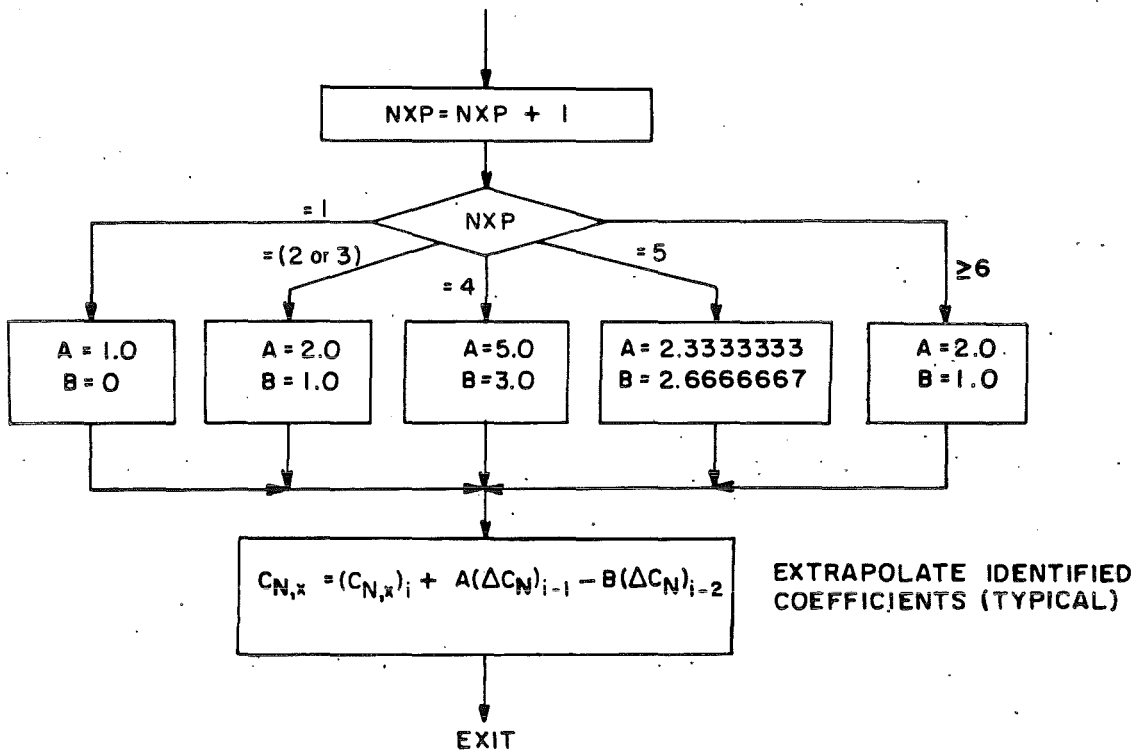 NXP = NXP + 1
NXP
= 1
= (2 or 3)
= 4
= 5
≥6
A = 1.0
B = 0
A = 2.0
B = 1.0
A = 5.0
B = 3.0
A = 2.3333333
B = 2.6666667
A = 2.0
B = 1.0
C_{N,x} = (C_{N,x})_i + A(ΔC_N)_{i-1} - B(ΔC_N)_{i-2}
EXTRAPOLATE IDENTIFIED
COEFFICIENTS (TYPICAL)
EXIT